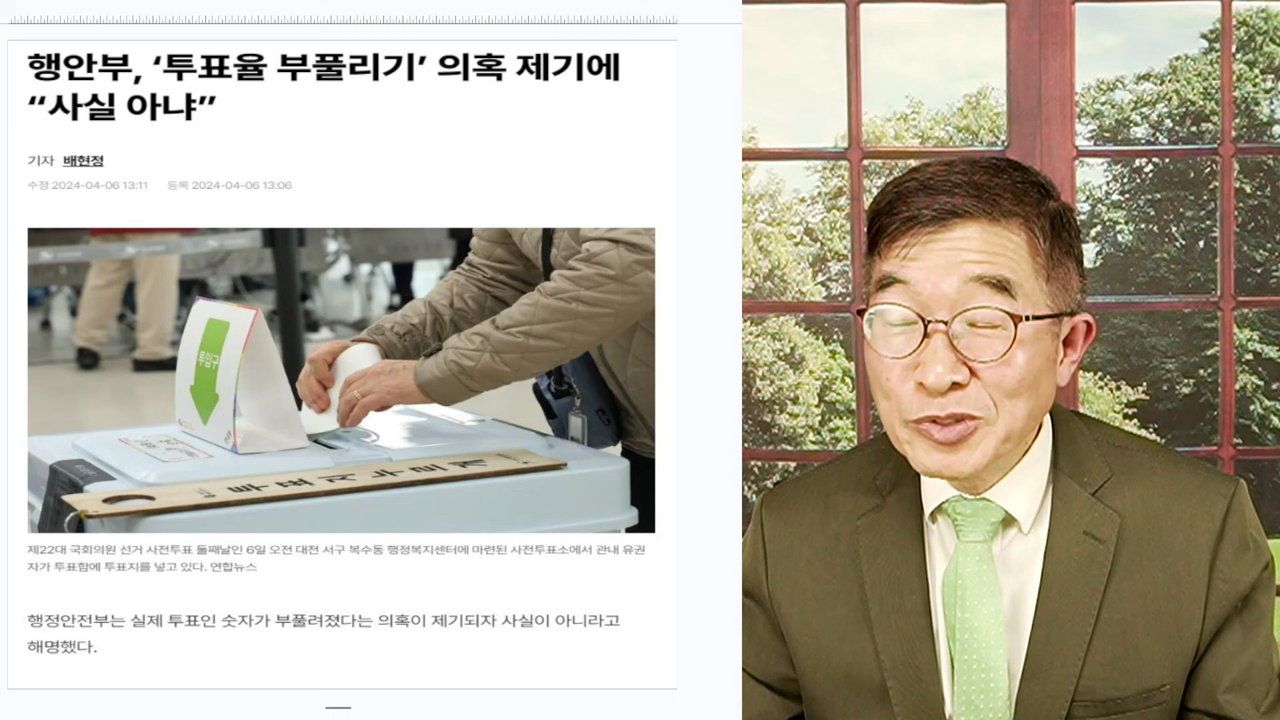 행안부, ‘투표율 부풀리기’ 의혹 제기에
“사실 아냐”
기자 배현정
수정 2024-04-06 13:11 등록 2024-04-06 13:06
투입구
제22대 국회의원 선거 사전투표 둘째날인 6일 오전 대전 서구 복수동 행정복지센터에 마련된 사전투표소에서 관내 유권
자가 투표함에 투표지를 넣고 있다. 연합뉴스
행정안전부는 실제 투표인 숫자가 부풀려졌다는 의혹이 제기되자 사실이 아니라고
해명했다.